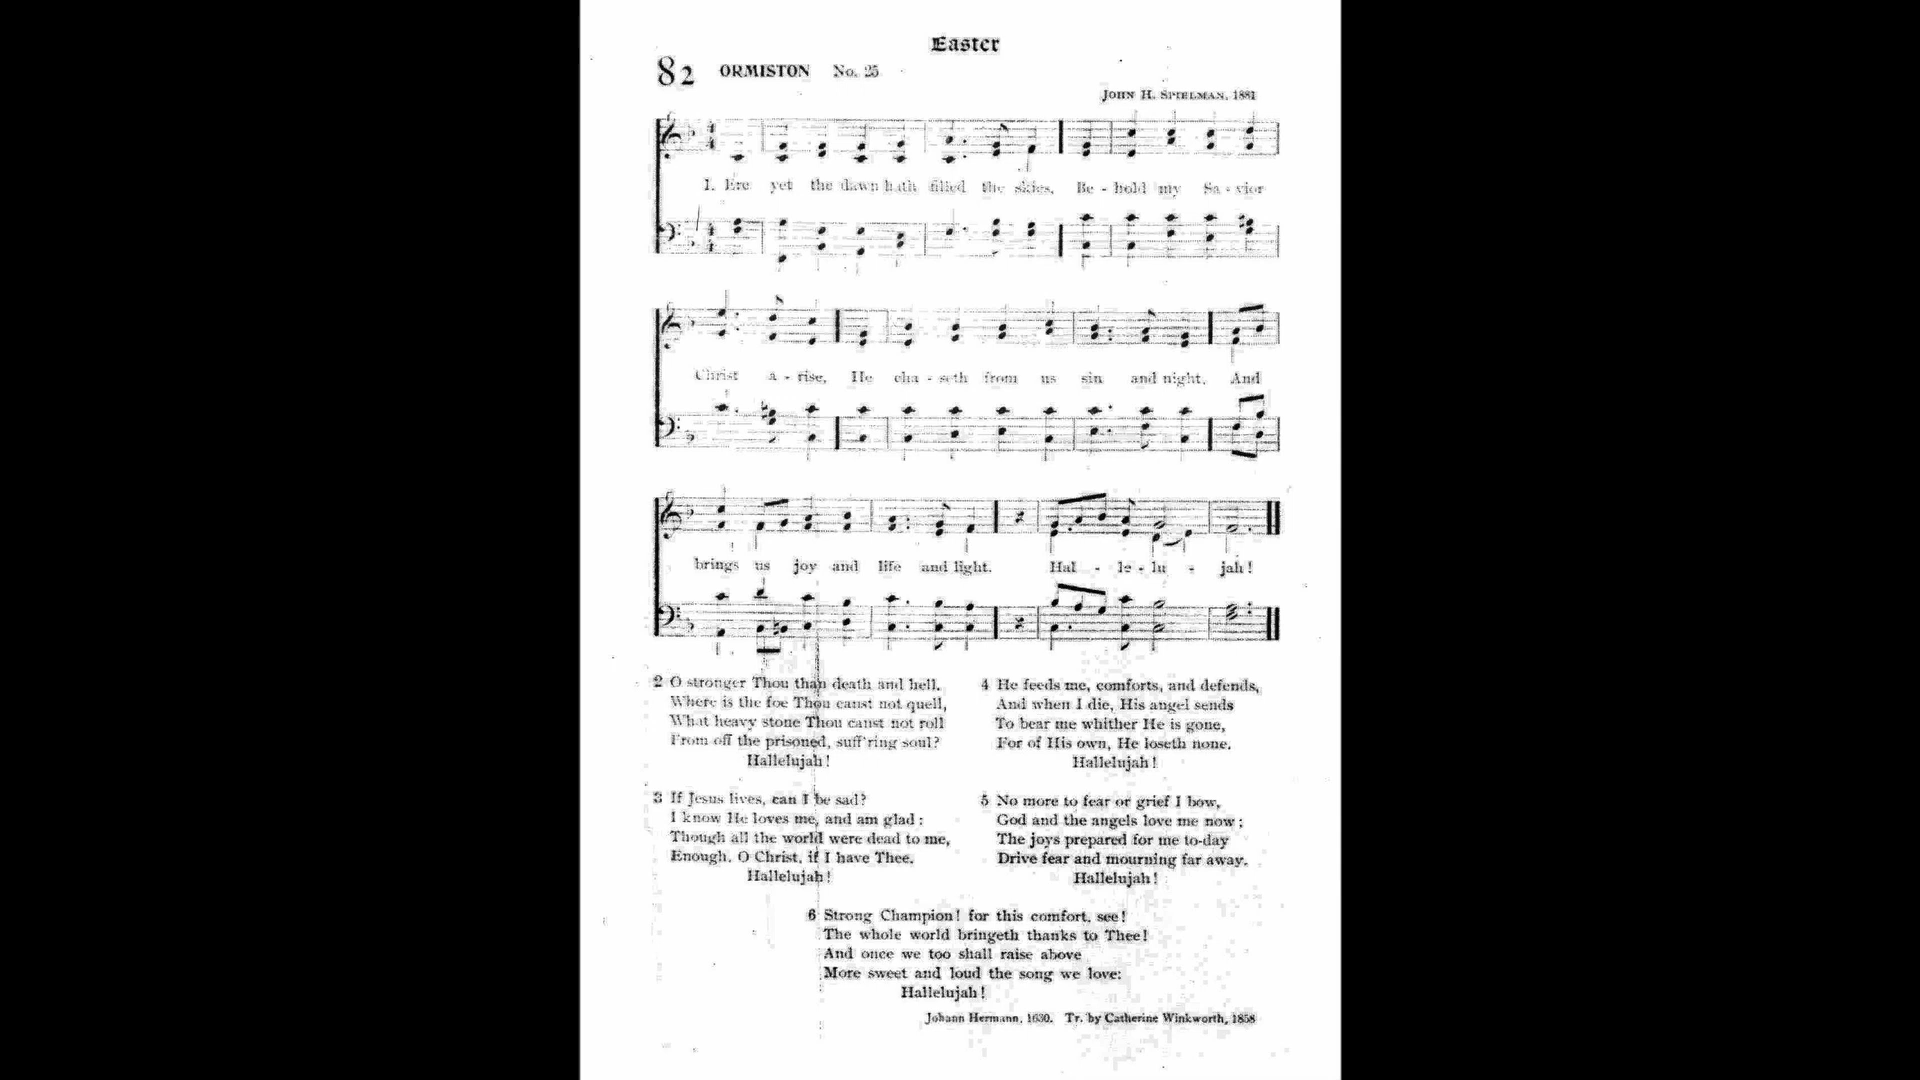 Easter
82 ORMISTON No. 25
JOHN H. SPIELMAN, 1881
1. Ere yet the dawn hath filled the skies, Be - hold my Sa - vior
Christ a - rise, He cha - seth from us sin and night, And
brings us joy and life and light. Hal - le - lu - jah!
2 O stronger Thou than death and hell,
Where is the foe Thou canst not quell,
What heavy stone Thou canst not roll
From off the prisoned, suff'ring soul?
Hallelujah!
3 If Jesus lives, can I be sad?
I know He loves me, and am glad:
Though all the world were dead to me,
Enough, O Christ, if I have Thee.
Hallelujah!
4 He feeds me, comforts, and defends,
And when I die, His angel sends
To bear me whither He is gone,
For of His own, He loseth none.
Hallelujah!
5 No more to fear or grief I bow,
God and the angels love me now;
The joys prepared for me to-day
Drive fear and mourning far away.
Hallelujah!
6 Strong Champion! for this comfort, see!
The whole world bringeth thanks to Thee!
And once we too shall raise above
More sweet and loud the song we love:
Hallelujah!
Johann Hermann, 1630. Tr. by Catherine Winkworth, 1858